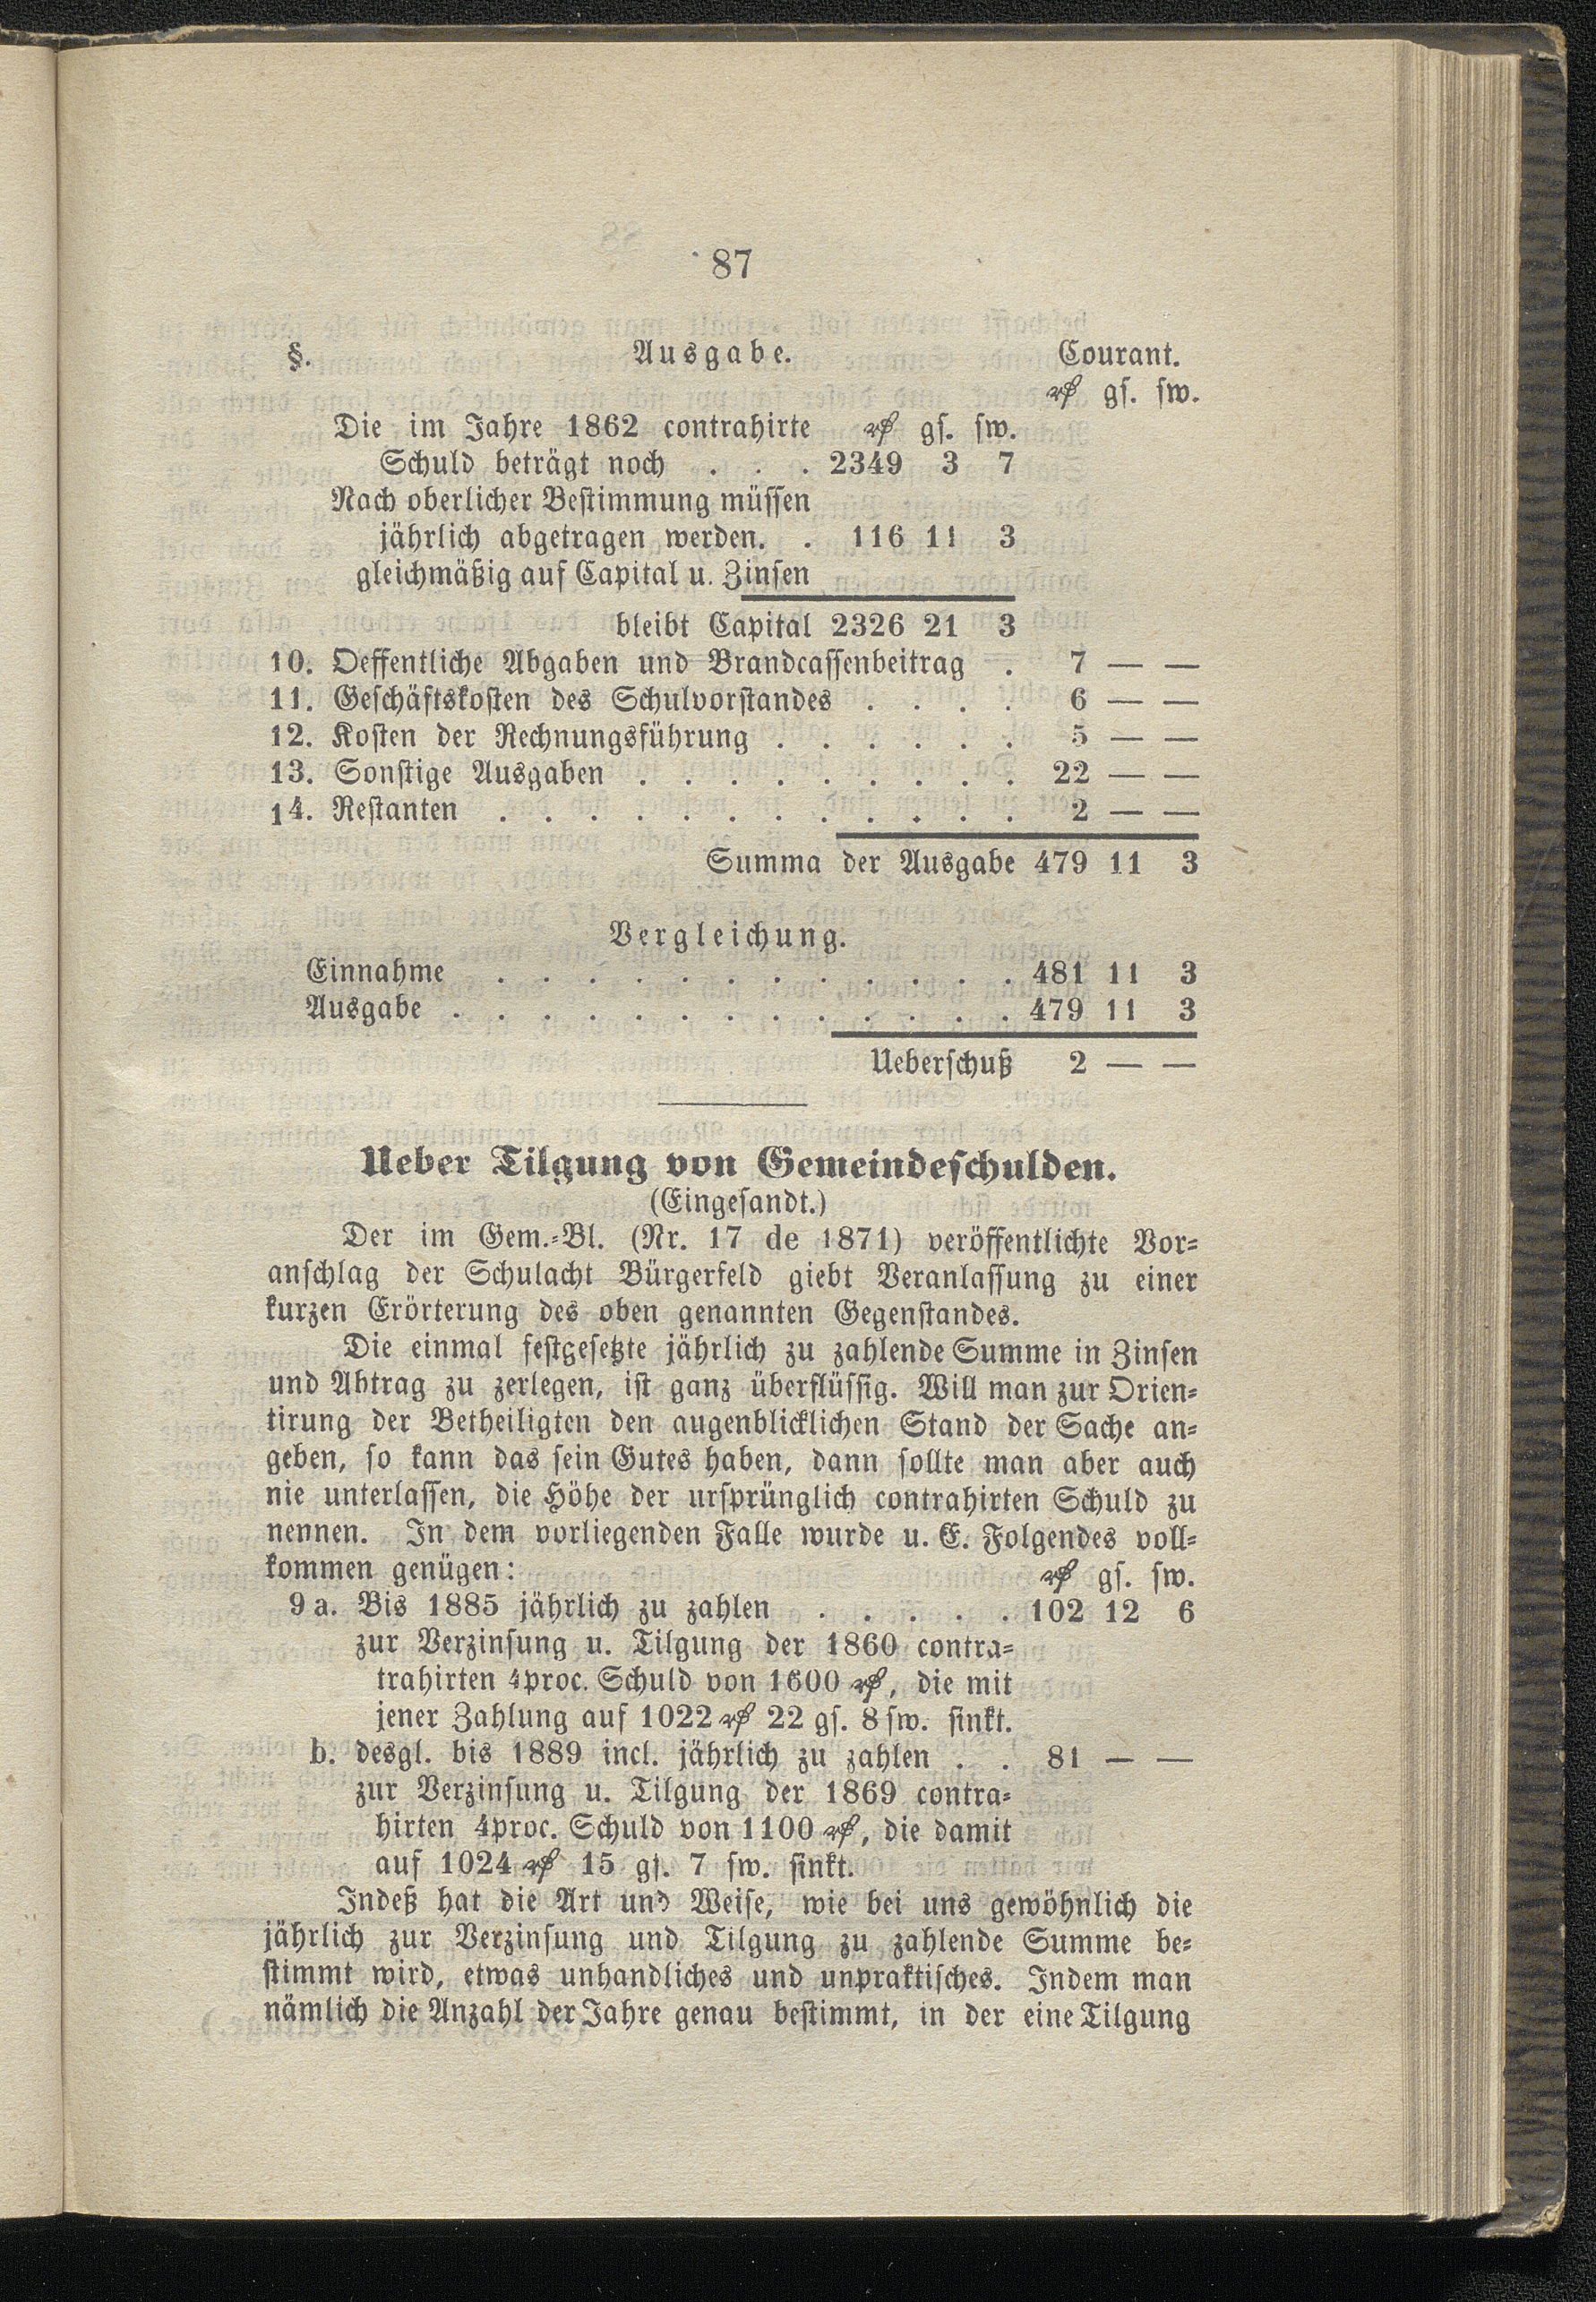 87
§. Ausgabe. Courant.
₰ gſ. ſw.
Die im Jahre 1862 contrahirte ₰ gſ. ſw.
Schuld beträgt noch . . . 2349 3 7
Nach oberlicher Beſtimmung müſſen
jährlich abgetragen werden. . 116 11 3
gleichmäßig auf Capital u. Zinſen
bleibt Capital 2326 21 3
10. Oeffentliche Abgaben und Brandcaſſenbeitrag . 7 — —
11. Geſchäftskoſten des Schulvorſtandes . . . . 6 — —
12. Koſten der Rechnungsführung . . . . . . 5 — —
13. Sonſtige Ausgaben . . . . . . . . . 22 — —
14. Reſtanten . . . . . . . . . . . . 2 — —
Summa der Ausgabe 479 11 3
Vergleichung.
Einnahme . . . . . . . . . . . . 481 11 3
Ausgabe . . . . . . . . . . . . . 479 11 3
Ueberſchuß 2 — —
Ueber Tilgung von Gemeindeſchulden.
(Eingeſandt.)
Der im Gem.-Bl. (Nr. 17 de 1871) veröffentlichte Vor-
anſchlag der Schulacht Bürgerfeld giebt Veranlaſſung zu einer
kurzen Erörterung des oben genannten Gegenſtandes.
Die einmal feſtgeſetzte jährlich zu zahlende Summe in Zinſen
und Abtrag zu zerlegen, iſt ganz überflüſſig. Will man zur Orien-
tirung der Betheiligten den augenblicklichen Stand der Sache an-
geben, ſo kann das ſein Gutes haben, dann ſollte man aber auch
nie unterlaſſen, die Höhe der urſprünglich contrahirten Schuld zu
nennen. In dem vorliegenden Falle wurde u. E. Folgendes voll-
kommen genügen: ₰ gſ. ſw.
9 a. Bis 1885 jährlich zu zahlen . . . . . 102 12 6
zur Verzinſung u. Tilgung der 1860 contra-
trahirten 4proc. Schuld von 1600 ₰, die mit
jener Zahlung auf 1022 ₰ 22 gſ. 8 ſw. ſinkt.
b. desgl. bis 1889 incl. jährlich zu zahlen . . 81 — —
zur Verzinſung u. Tilgung der 1869 contra-
hirten 4proc. Schuld von 1100 ₰, die damit
auf 1024 ₰ 15 gſ. 7 ſw. ſinkt.
Indeß hat die Art und Weiſe, wie bei uns gewöhnlich die
jährlich zur Verzinſung und Tilgung zu zahlende Summe be-
ſtimmt wird, etwas unhandliches und unpraktiſches. Indem man
nämlich die Anzahl der Jahre genau beſtimmt, in der eine Tilgung